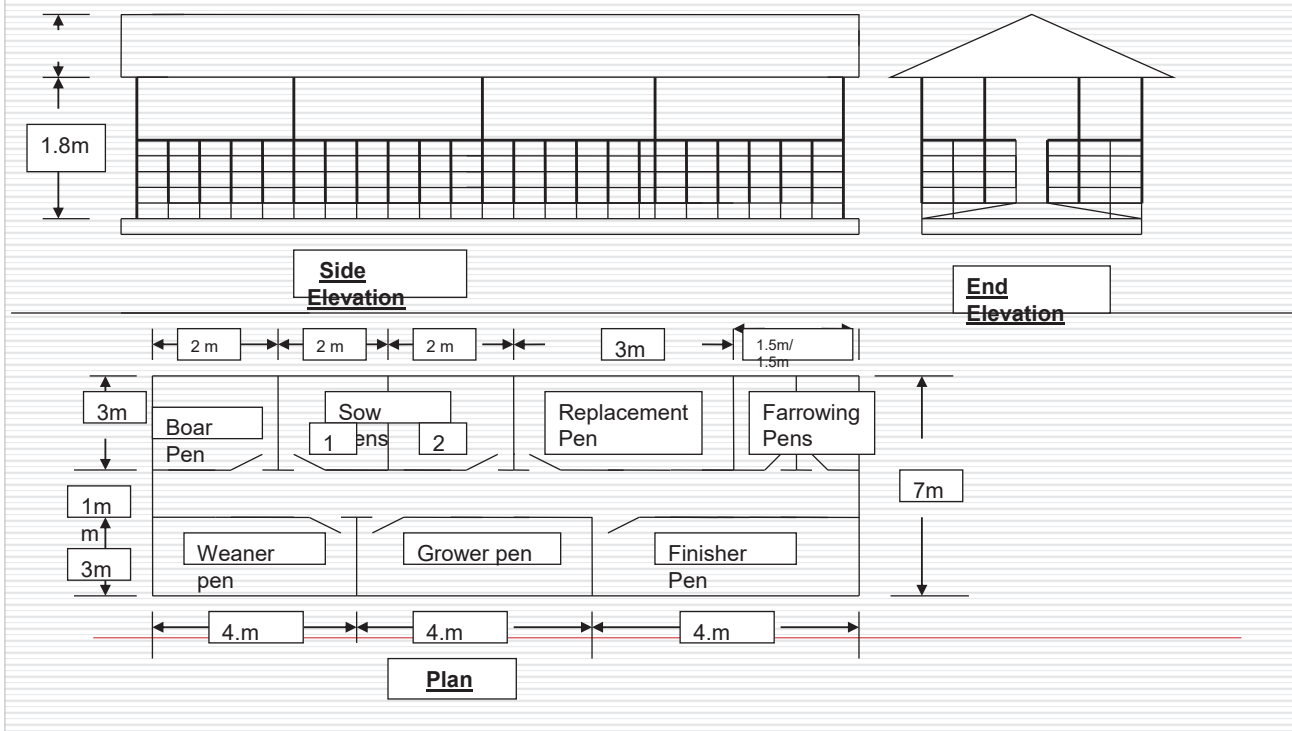 1.8m
Side
Elevation
End
Elevation
2 m
2 m
2 m
3m
1.5m/
1.5m
3m
Boar
Pen
Sow
ens
1
2
Replacement
Pen
Farrowing
Pens
1m
m
7m
3m
Weaner
pen
Grower pen
Finisher
Pen
4.m
4.m
4.m
Plan